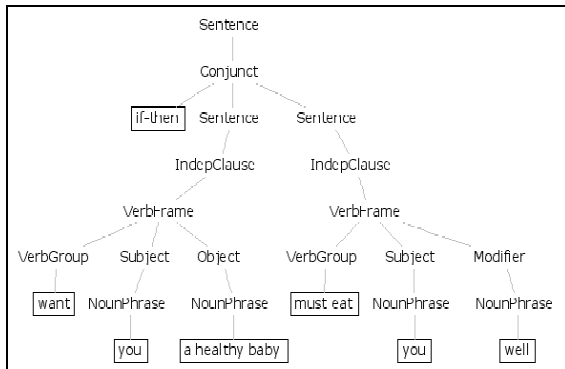 Sentence
Conjunct
if-then Sentence Sentence
IndepClause IndepClause
VerbFrame VerbFrame
VerbGroup Subject Object VerbGroup Subject Modifier
want NounPhrase NounPhrase must eat NounPhrase NounPhrase
you a healthy baby you well